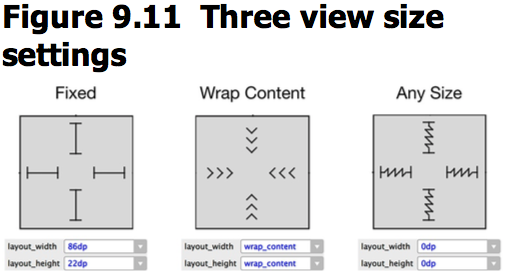 Figure 9.11 Three view size
settings
Fixed
Wrap Content
Any Size
layout_width 86dp
layout_height 22dp
layout_width wrap_content
layout_height wrap_content
layout_width 0dp
layout_height 0dp